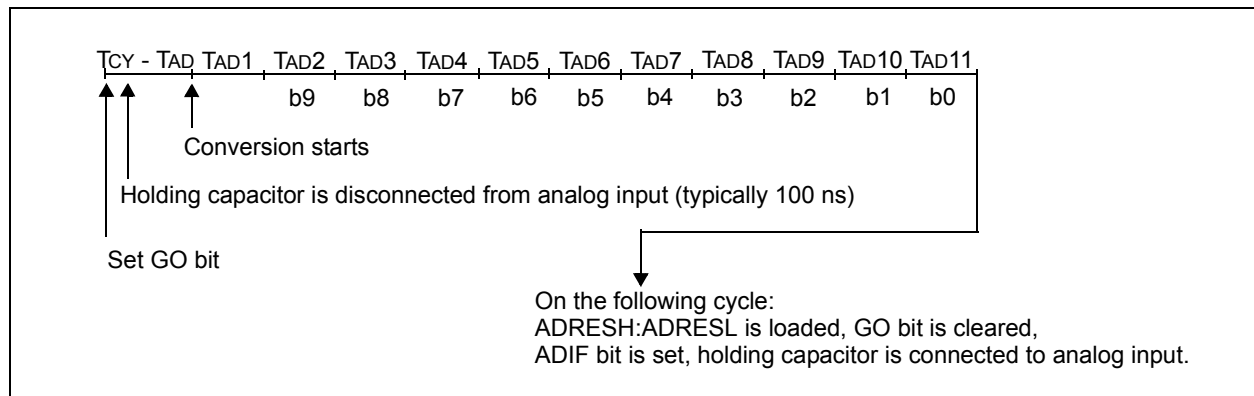 TCY - TAD TAD1 TAD2 TAD3 TAD4 TAD5 TAD6 TAD7 TAD8 TAD9 TAD10 TAD11
b9 b8 b7 b6 b5 b4 b3 b2 b1 b0
Conversion starts
Holding capacitor is disconnected from analog input (typically 100 ns)
Set GO bit
On the following cycle:
ADRESH:ADRESL is loaded, GO bit is cleared,
ADIF bit is set, holding capacitor is connected to analog input.